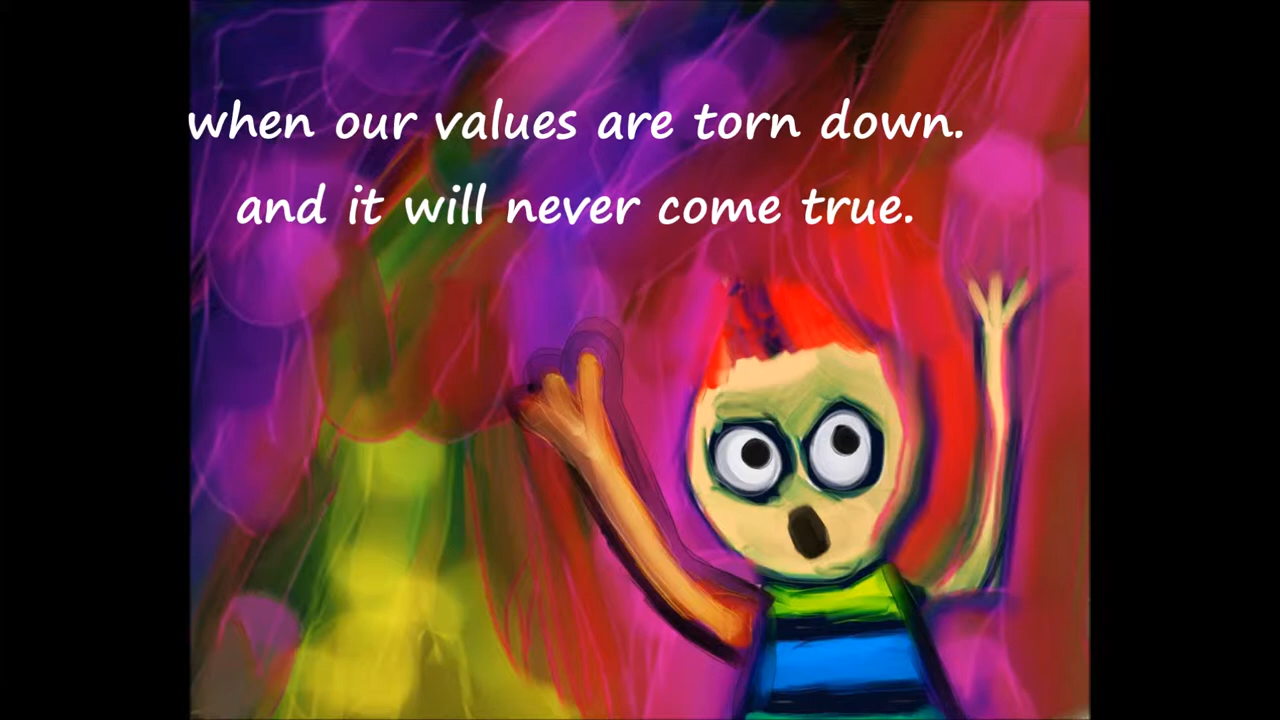 when our values are torn down.
and it will never come true.